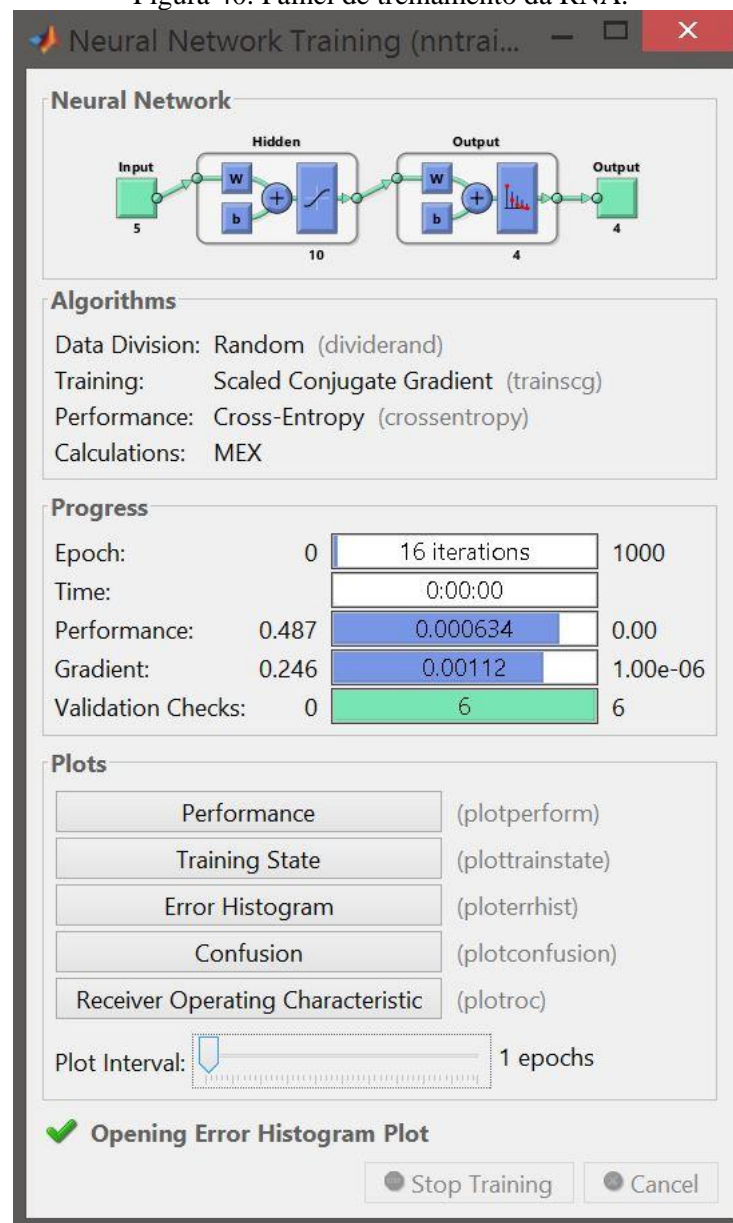 Figura 46: Painel de treinamento da RNA.
Neural Network Training (nntrai...
Neural Network
Hidden
Output
Input
Output
W
W
b
b
5
4
10
4
Algorithms
Data Division: Random (dividerand)
Training: Scaled Conjugate Gradient (trainscg)
Performance: Cross-Entropy (crossentropy)
Calculations: MEX
Progress
Epoch: 0 16 iterations 1000
Time: 0:00:00
Performance: 0.487 0.000634 0.00
Gradient: 0.246 0.00112 1.00e-06
Validation Checks: 0 6 6
Plots
Performance (plotperform)
Training State (plottrainstate)
Error Histogram (ploterrhist)
Confusion (plotconfusion)
Receiver Operating Characteristic (plotroc)
Plot Interval: 1 epochs
Opening Error Histogram Plot
Stop Training Cancel